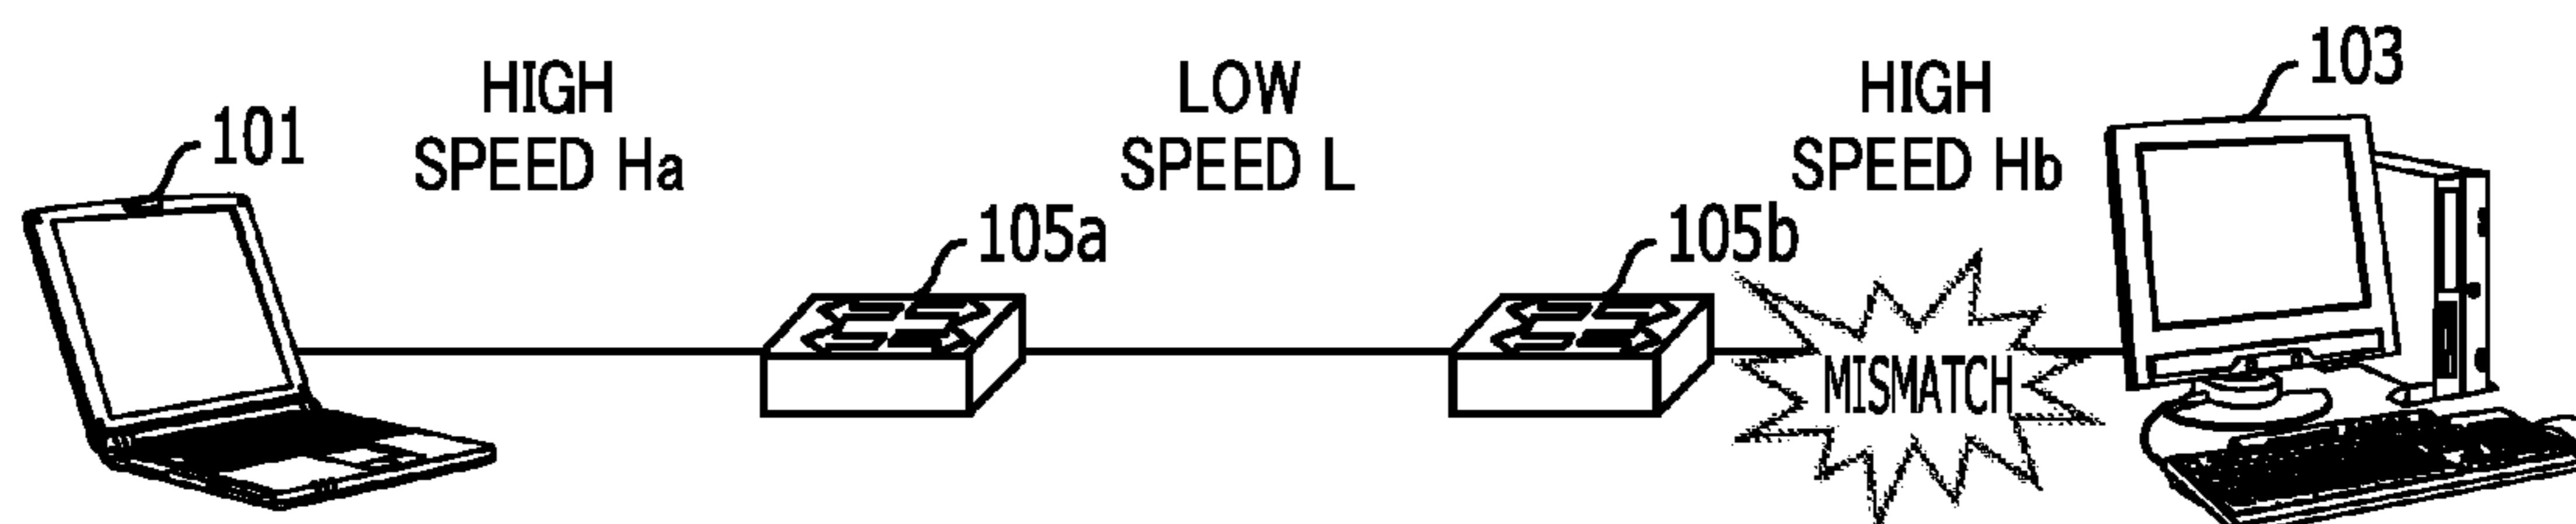 101
HIGH
SPEED Ha
105a
LOW
SPEED L
105b
HIGH
SPEED Hb
103
MISMATCH